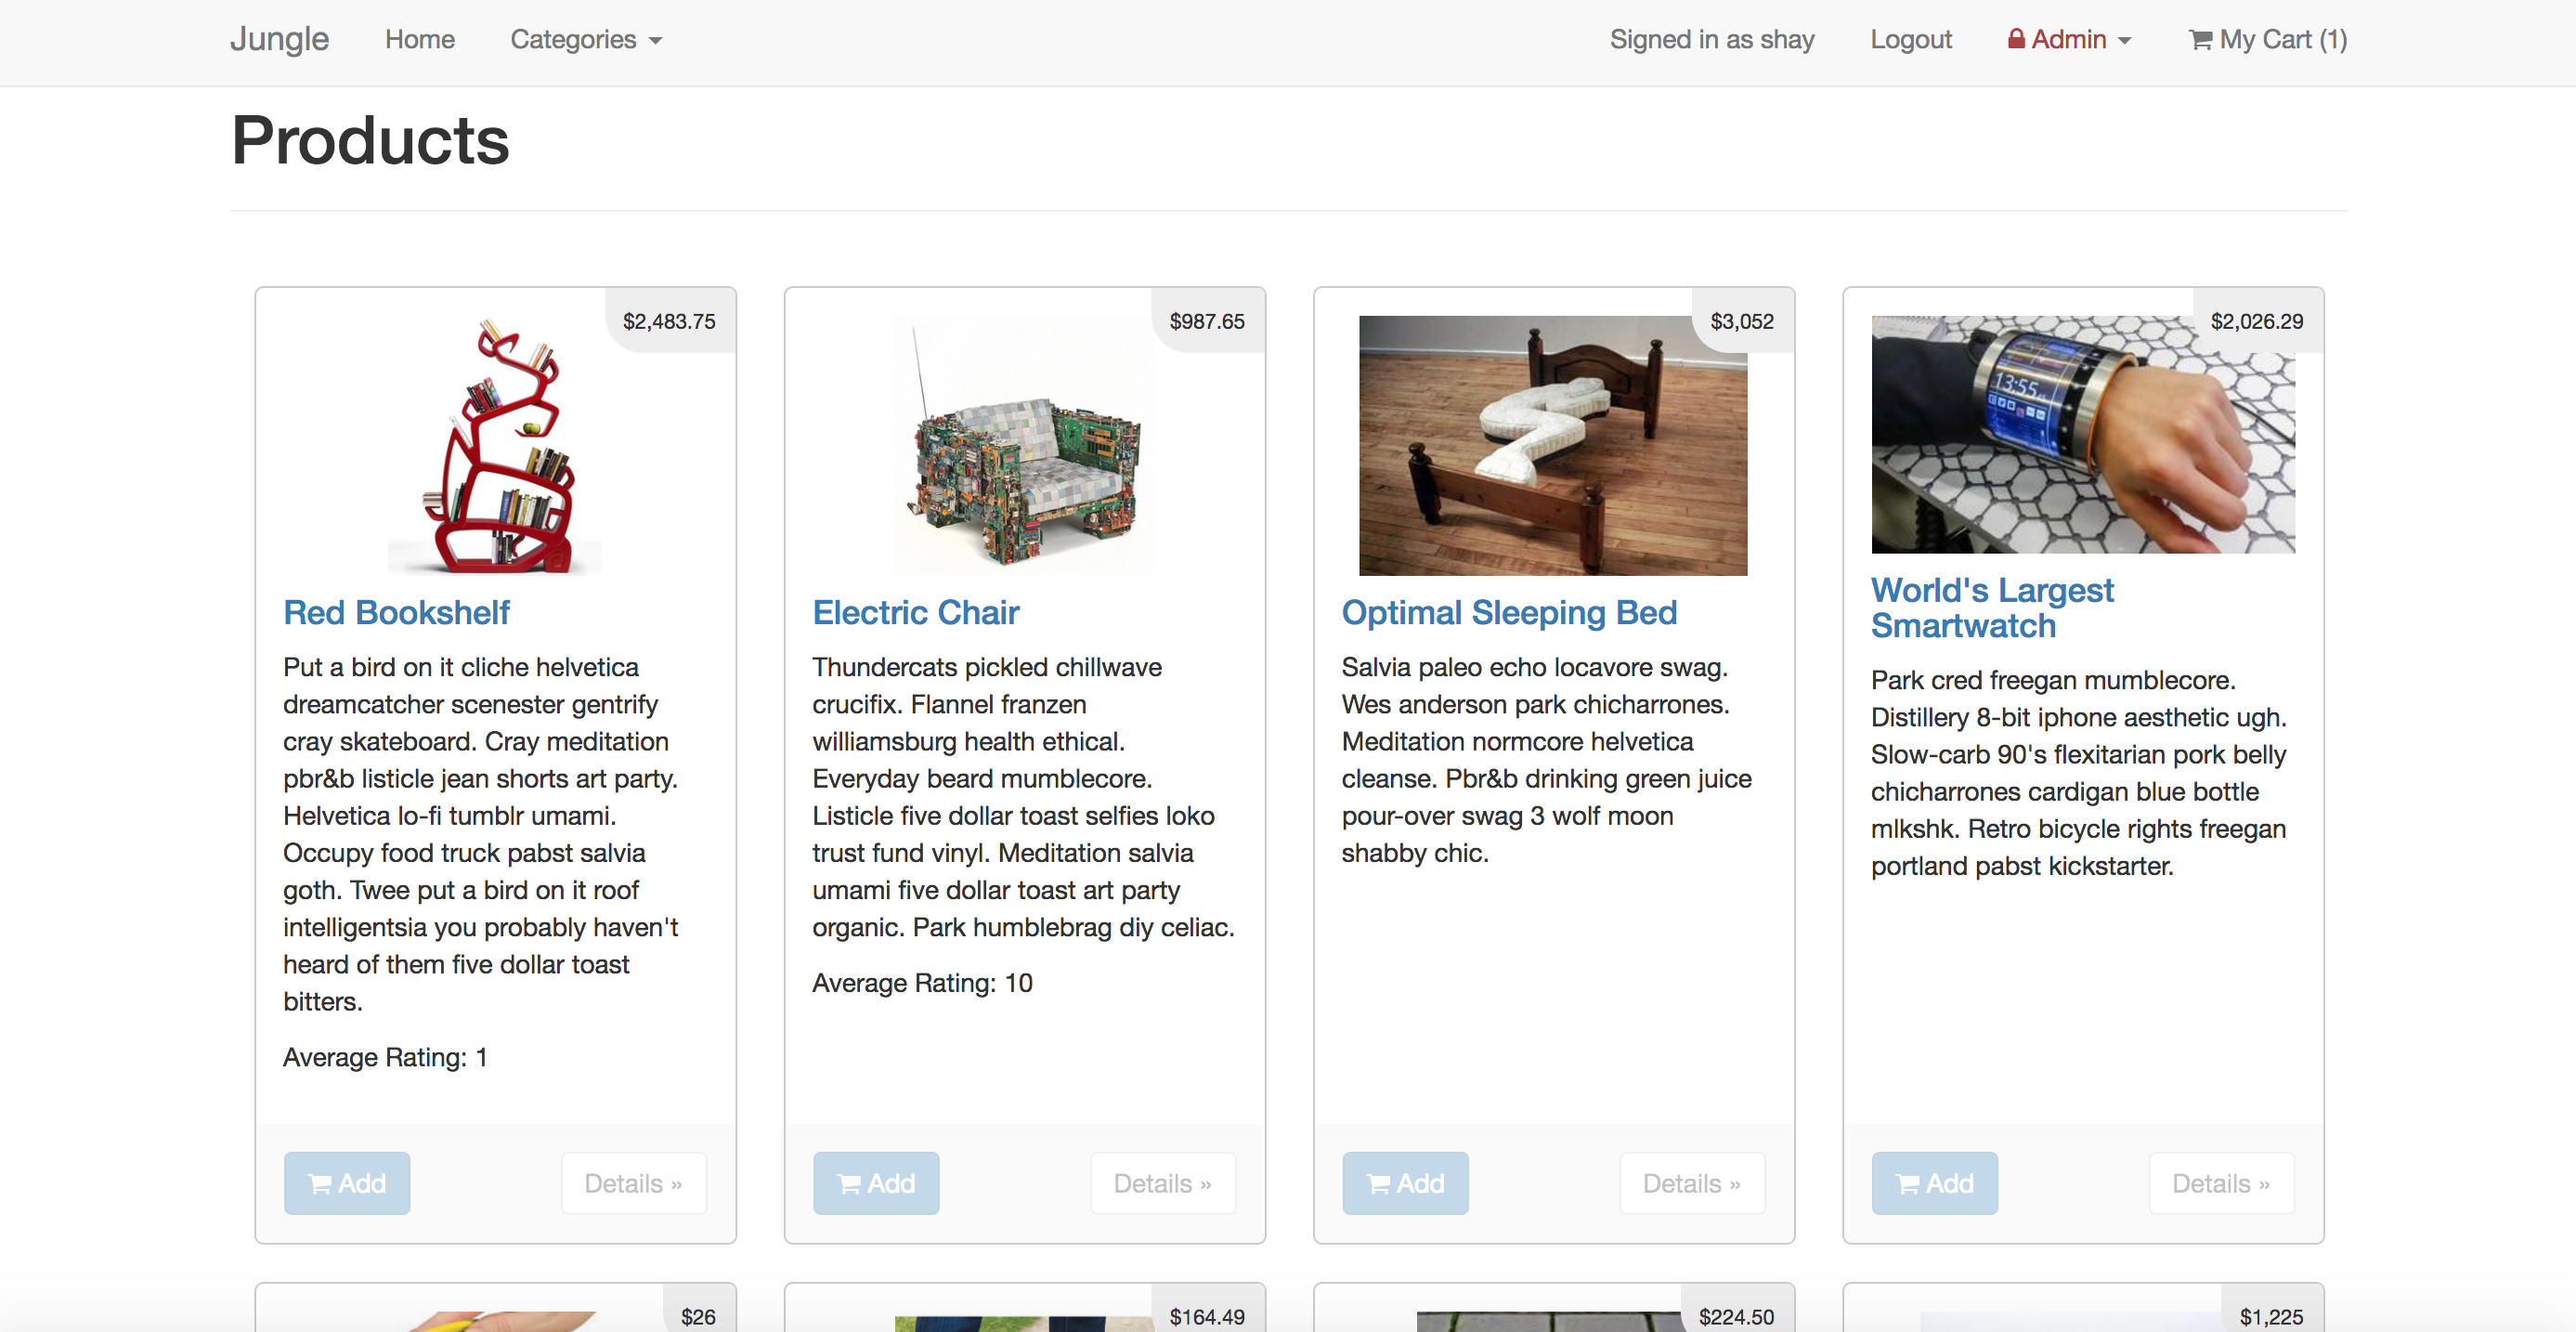 Jungle Home Categories Signed in as shay Logout Admin My Cart (1)
Products
$2,483.75
Red Bookshelf
Put a bird on it cliche helvetica
dreamcatcher scenester gentrify
cray skateboard. Cray meditation
pbr&b listicle jean shorts art party.
Helvetica lo-fi tumblr umami.
Occupy food truck pabst salvia
goth. Twee put a bird on it roof
intelligentsia you probably haven't
heard of them five dollar toast
bitters.
Average Rating: 1
Add Details »
$987.65
Electric Chair
Thundercats pickled chillwave
crucifix. Flannel franzen
williamsburg health ethical.
Everyday beard mumblecore.
Listicle five dollar toast selfies loko
trust fund vinyl. Meditation salvia
umami five dollar toast art party
organic. Park humblebrag diy celiac.
Average Rating: 10
Add Details »
$3,052
Optimal Sleeping Bed
Salvia paleo echo locavore swag.
Wes anderson park chicharrones.
Meditation normcore helvetica
cleanse. Pbr&b drinking green juice
pour-over swag 3 wolf moon
shabby chic.
Add Details »
$2,026.29
13:55
World's Largest
Smartwatch
Park cred freegan mumblecore.
Distillery 8-bit iphone aesthetic ugh.
Slow-carb 90's flexitarian pork belly
chicharrones cardigan blue bottle
mlkshk. Retro bicycle rights freegan
portland pabst kickstarter.
Add Details »
$26
$164.49
$224.50
$1,225